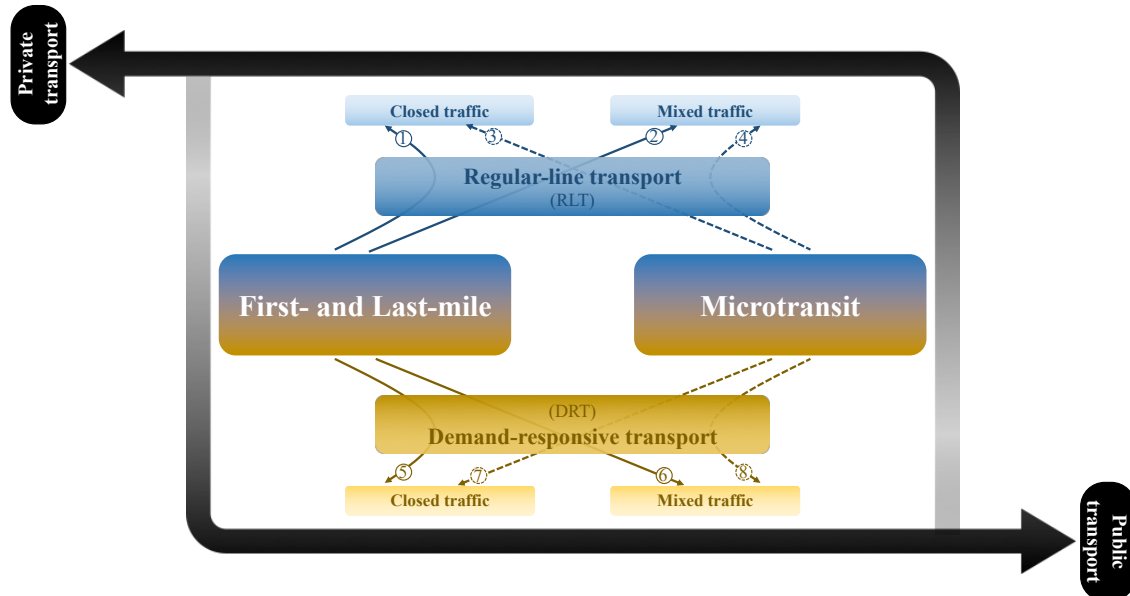 Private
transport
Closed traffic
Mixed traffic
1
3
2
4
Regular-line transport
(RLT)
First- and Last-mile
Microtransit
(DRT)
Demand-responsive transport
5
7
6
8
Closed traffic
Mixed traffic
Public
transport